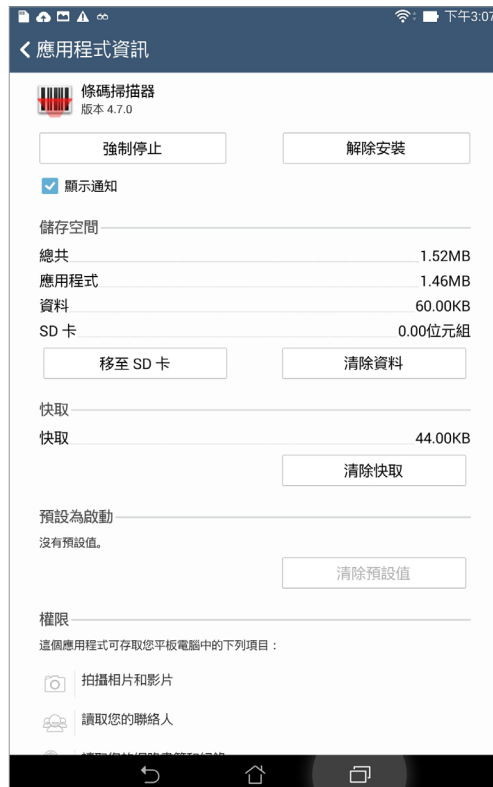 下午3:07
應用程式資訊
條碼掃描器
版本 4.7.0
強制停止 解除安裝
顯示通知
儲存空間
總共 1.52MB
應用程式 1.46MB
資料 60.00KB
SD 卡 0.00位元組
移至 SD 卡 清除資料
快取
快取 44.00KB
清除快取
預設為啟動
沒有預設值。
清除預設值
權限
這個應用程式可存取您平板電腦中的下列項目：
拍攝相片和影片
讀取您的聯絡人